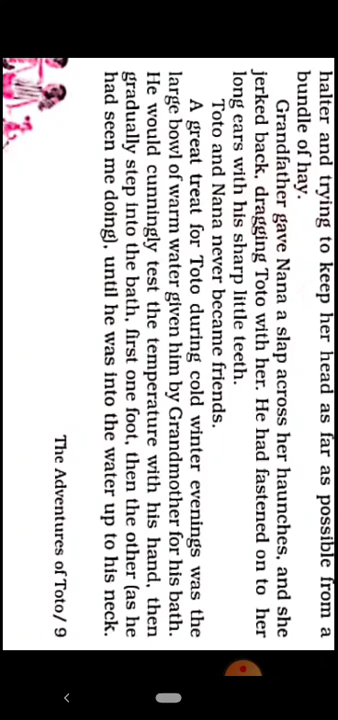 halter and trying to keep her head as far as possible from a
bundle of hay.
Grandfather gave Nana a slap across her haunches, and she
jerked back, dragging Toto with her. He had fastened on to her
long ears with his sharp little teeth.
Toto and Nana never became friends.
A great treat for Toto during cold winter evenings was the
large bowl of warm water given him by Grandmother for his bath.
He would cunningly test the temperature with his hand, then
gradually step into the bath, first one foot, then the other (as he
had seen me doing), until he was into the water up to his neck.
The Adventures of Toto/ 9